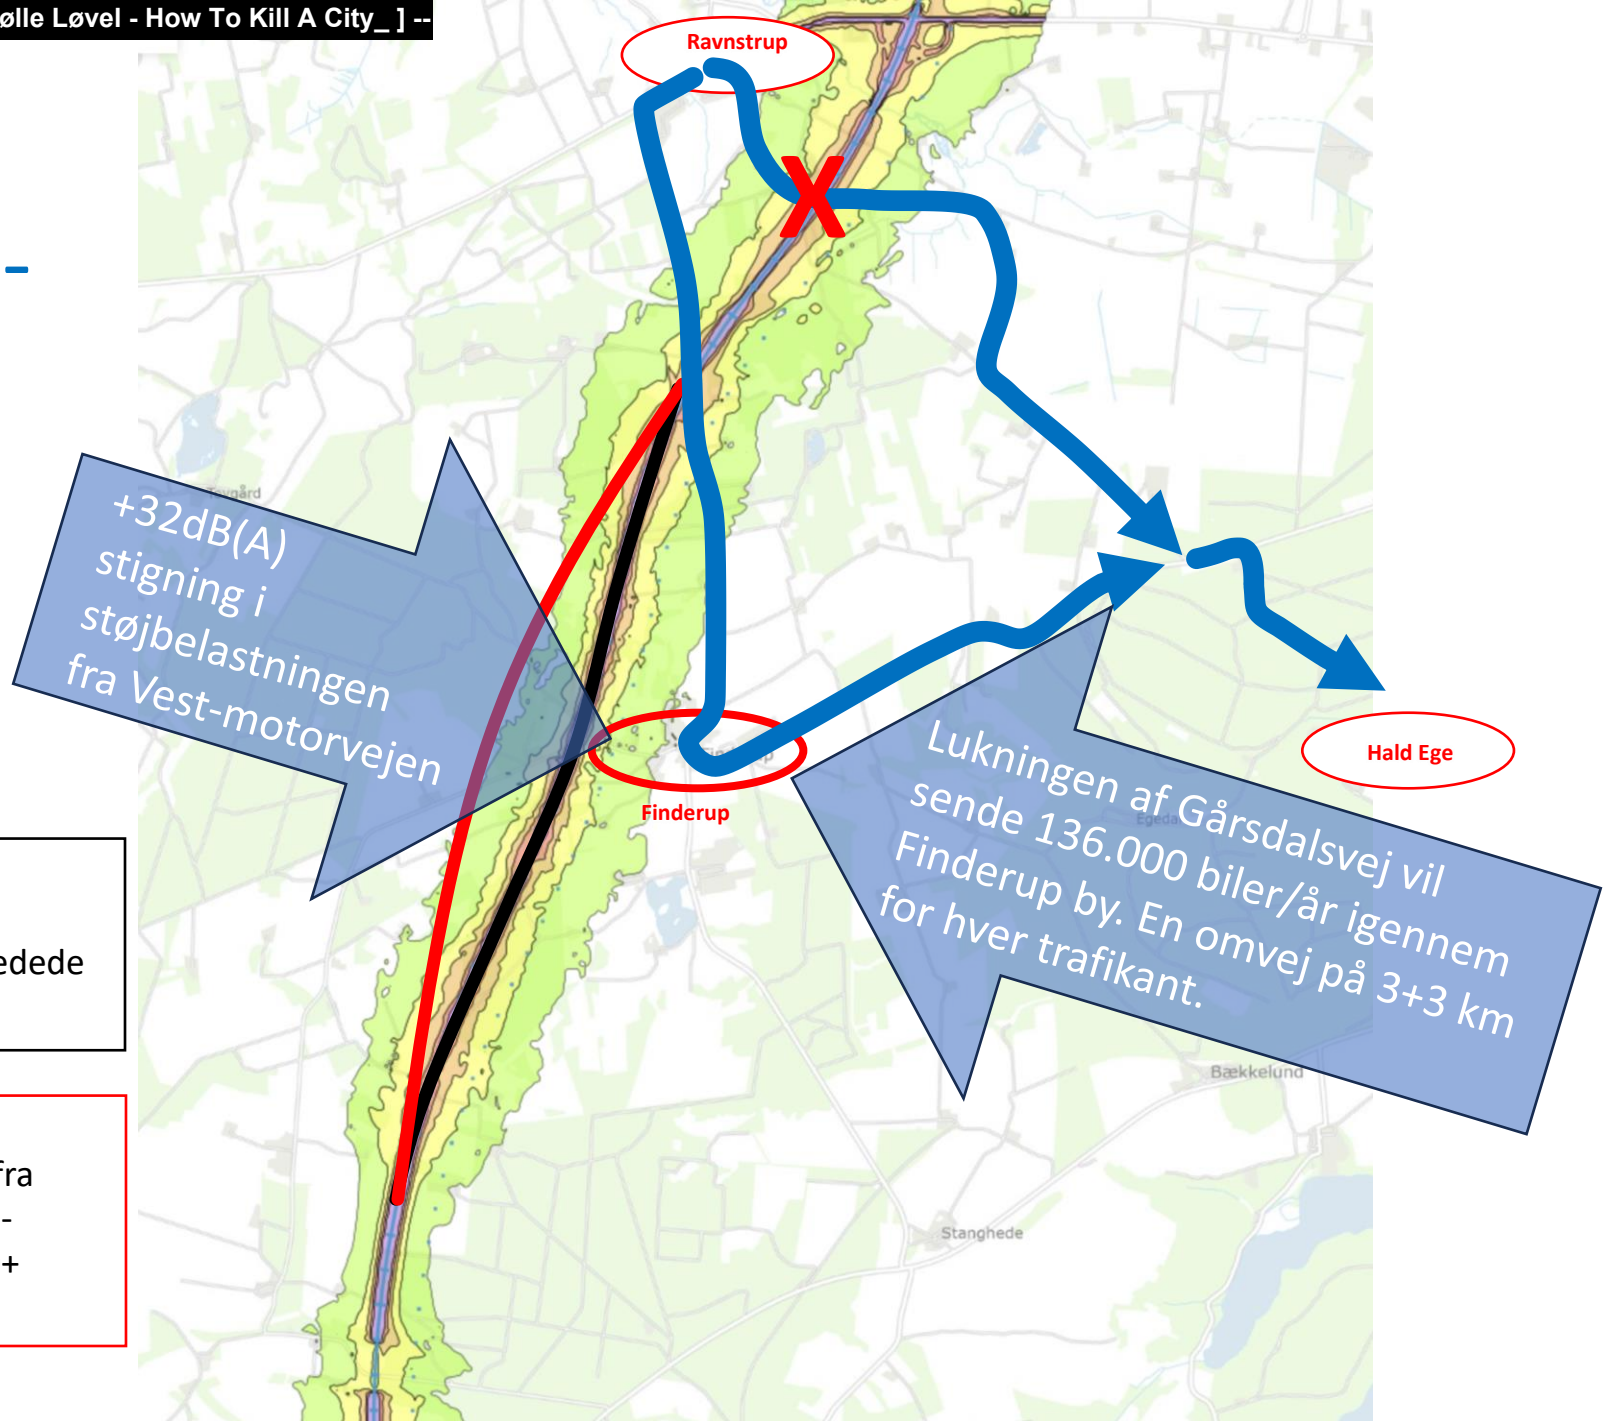 ølle Løvel - How To Kill A City_ ] --
Ravnstrup
-
+32dB(A)
stigning i
støjbelastningen
fra Vest-motorvejen
Hald Ege
Finderup
Lukningen af Gårsdalsvej vil
sende 136.000 biler/år igennem
Finderup by. En omvej på 3+3 km
for hver trafikant.
edede
fra
-
+
Bækkelund
Stanghede